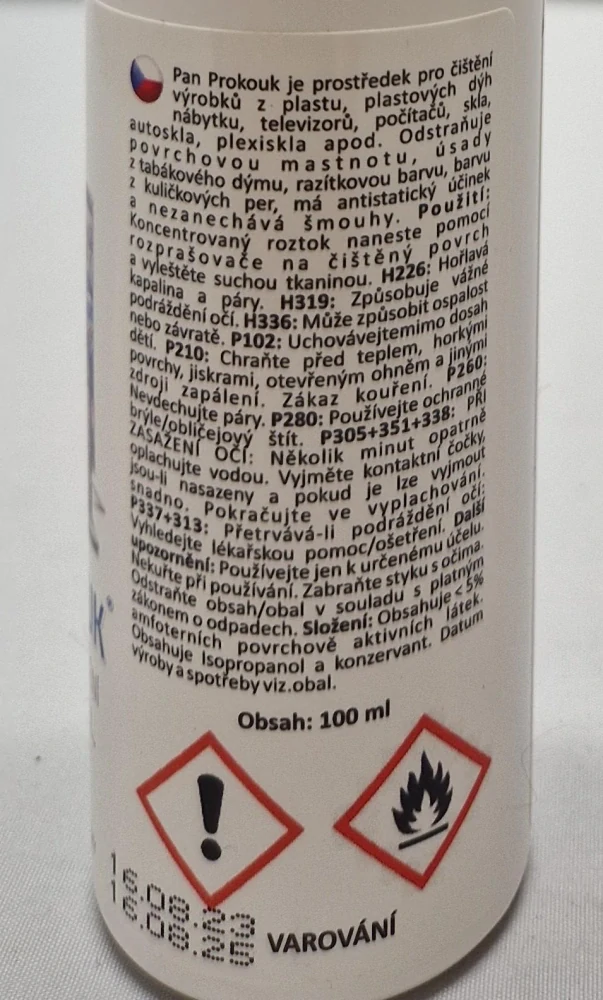 Pan Prokouk je prostředek pro čištění
výrobků z plastu, plastových dýh
nábytku, televizorů, počítačů, skla,
autoskla, plexiskla apod. Odstraňuje
povrchovou mastnotu, úsady
z tabákového dýmu, razítkovou barvu, barvu
z kuličkových per, má antistatický účinek
a nezanechává šmouhy. Použití:
Koncentrovaný roztok naneste pomocí
rozprašovače na čištěný povrch
a vyleštěte suchou tkaninou. H226: Hořlavá
kapalina a páry. H319: Způsobuje vážné
podráždění očí. H336: Může způsobit ospalost
nebo závratě. P102: Uchovávejtemimo dosah
dětí. P210: Chraňte před teplem, horkými
povrchy, jiskrami, otevřeným ohněm a jinými
zdroji zapálení. Zákaz kouření. P260:
Nevdechujte páry. P280: Používejte ochranné
brýle/obličejový štít. P305+351+338: PŘI
ZASAŽENÍ OČÍ: Několik minut opatrně
oplachujte vodou. Vyjměte kontaktní čočky,
jsou-li nasazeny a pokud je lze vyjmout
snadno. Pokračujte ve vyplachování.
P337+313: Přetrvává-li podráždění očí:
Vyhledejte lékařskou pomoc/ošetření. Další
upozornění: Používejte jen k určenému účelu.
Nekuřte při používání. Zabraňte styku s očima.
Odstraňte obsah/obal v souladu s platným
zákonem o odpadech. Složení: Obsahuje < 5%
amfoterních povrchově aktivních látek.
Obsahuje Isopropanol a konzervant. Datum
výroby a spotřeby viz.obal.
Obsah: 100 ml
16.08.23
16.08.25
VAROVÁNÍ